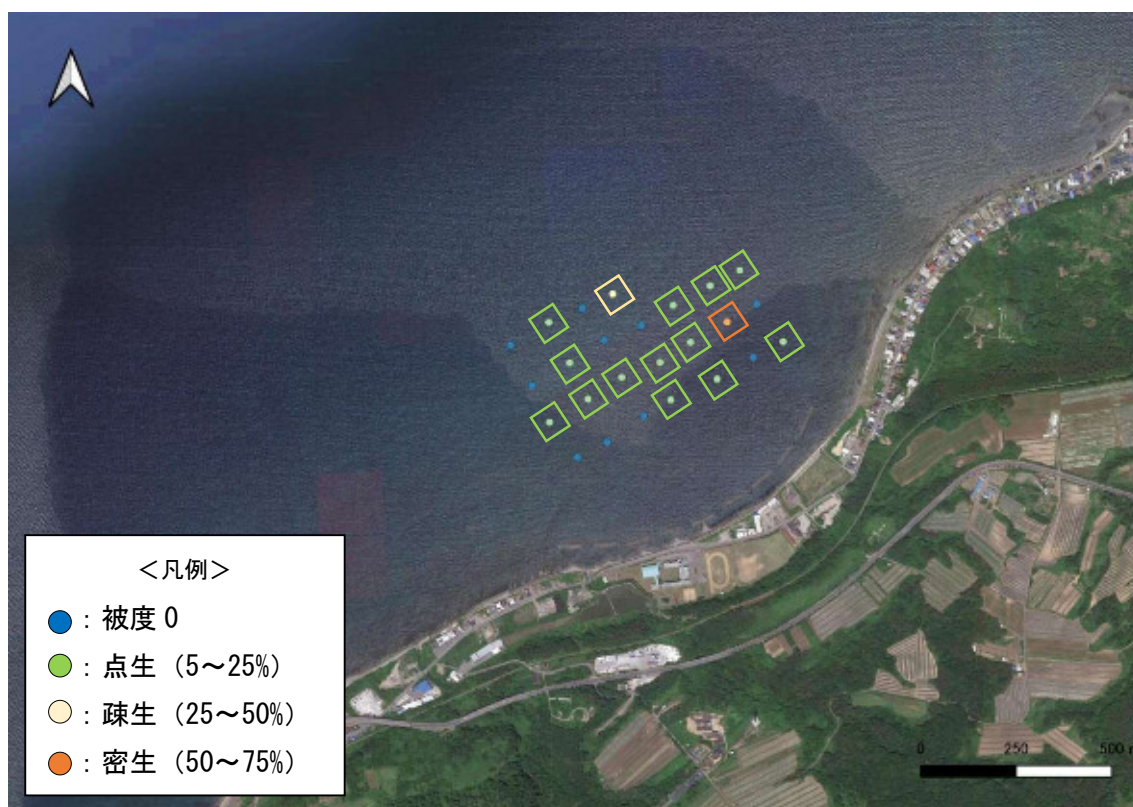 <凡例>
: 被度 0
: 点生 (5~25%)
: 疎生 (25~50%)
: 密生 (50~75%)
0 250 500 m